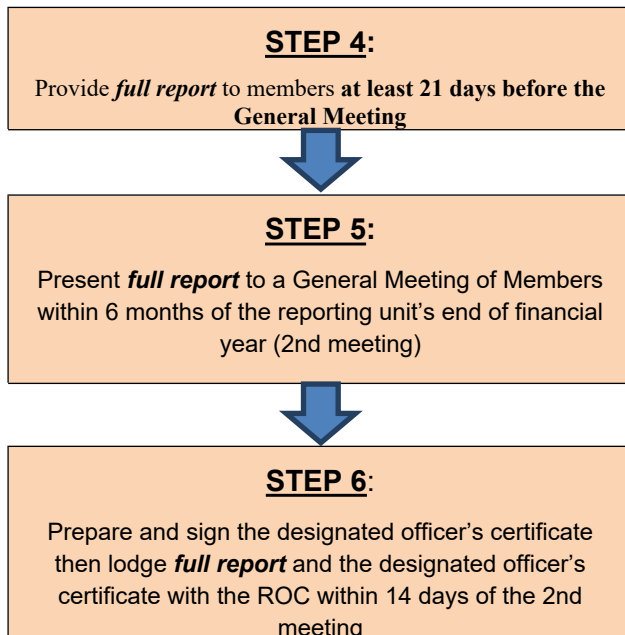 STEP 4:
Provide full report to members at least 21 days before the
General Meeting
STEP 5:
Present full report to a General Meeting of Members
within 6 months of the reporting unit’s end of financial
year (2nd meeting)
STEP 6:
Prepare and sign the designated officer’s certificate
then lodge full report and the designated officer’s
certificate with the ROC within 14 days of the 2nd
meeting